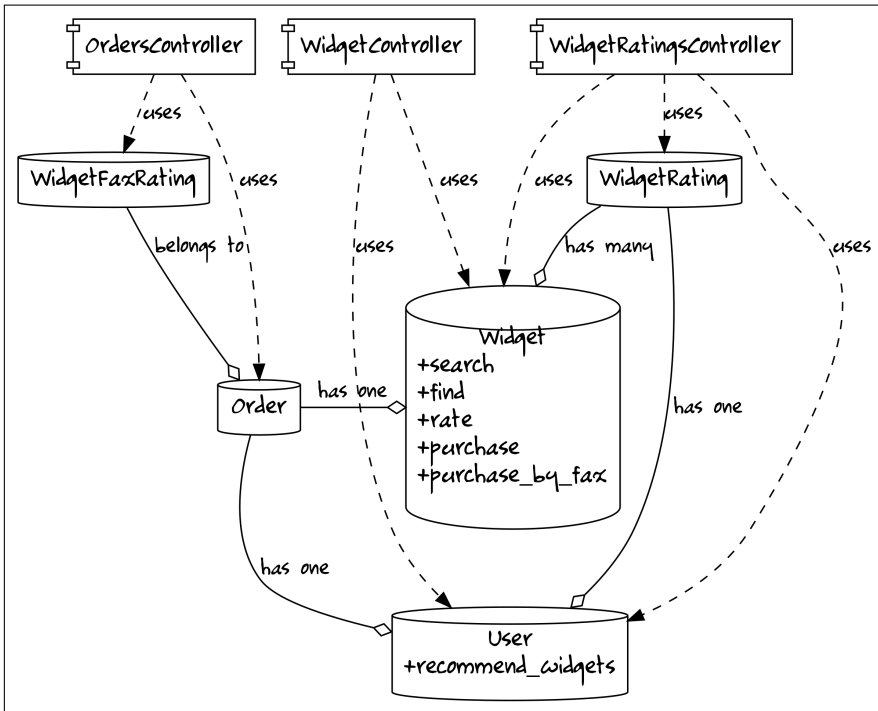 OrdersController
WidgetController
WidgetRatingsController
uses
uses
WidgetFaxRating
uses
uses
uses
WidgetRating
belongs to
uses
has many
uses
Widget
+search
+find
+rate
+purchase
+purchase_by_fax
has one
Order
has one
has one
User
+recommend_widgets